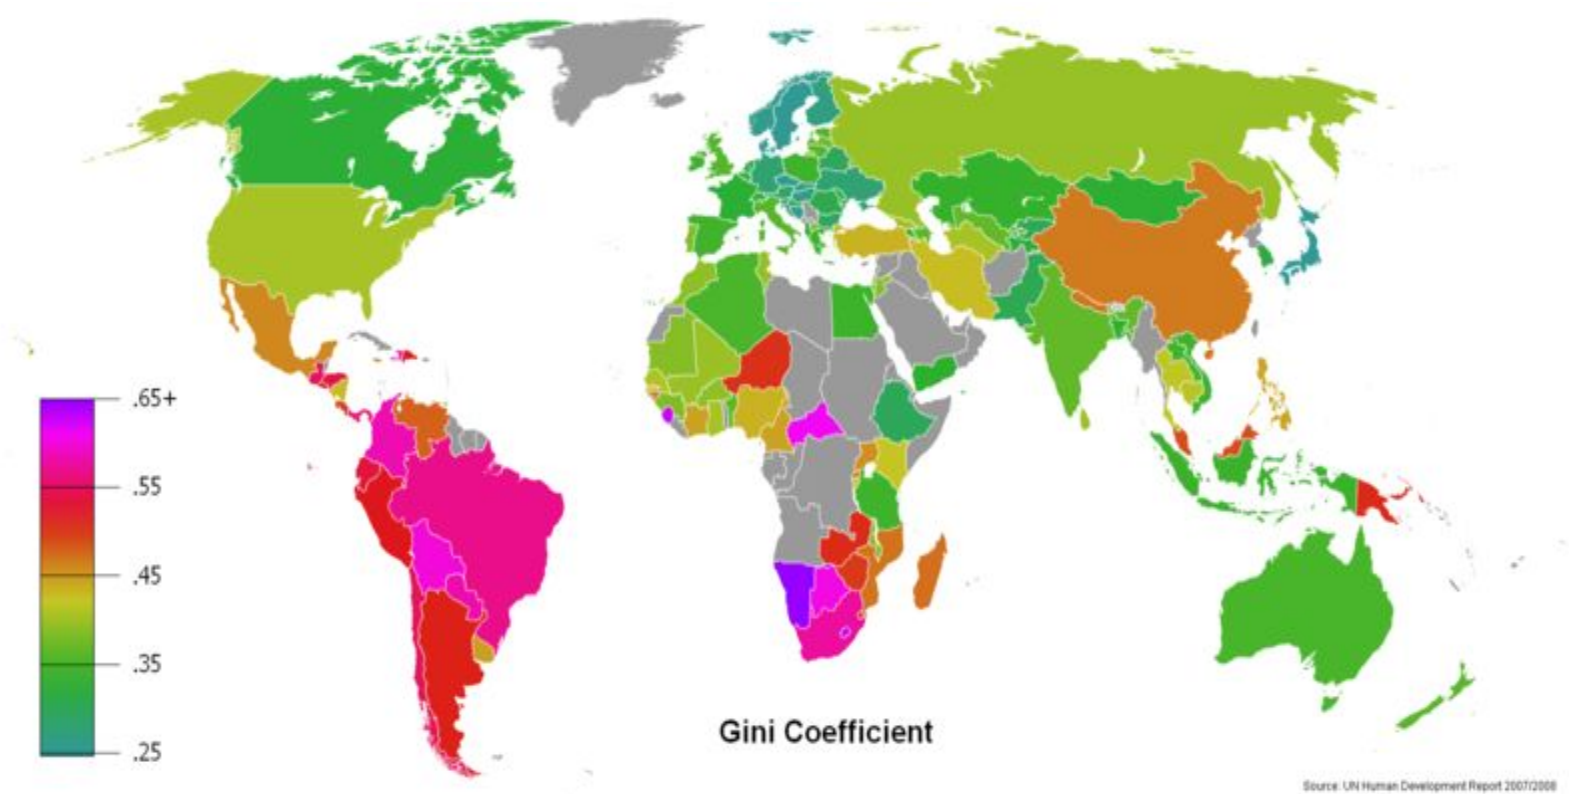 .65+
.55
.45
.35
.25
Gini Coefficient
Source: UN Human Development Report 2007/2008